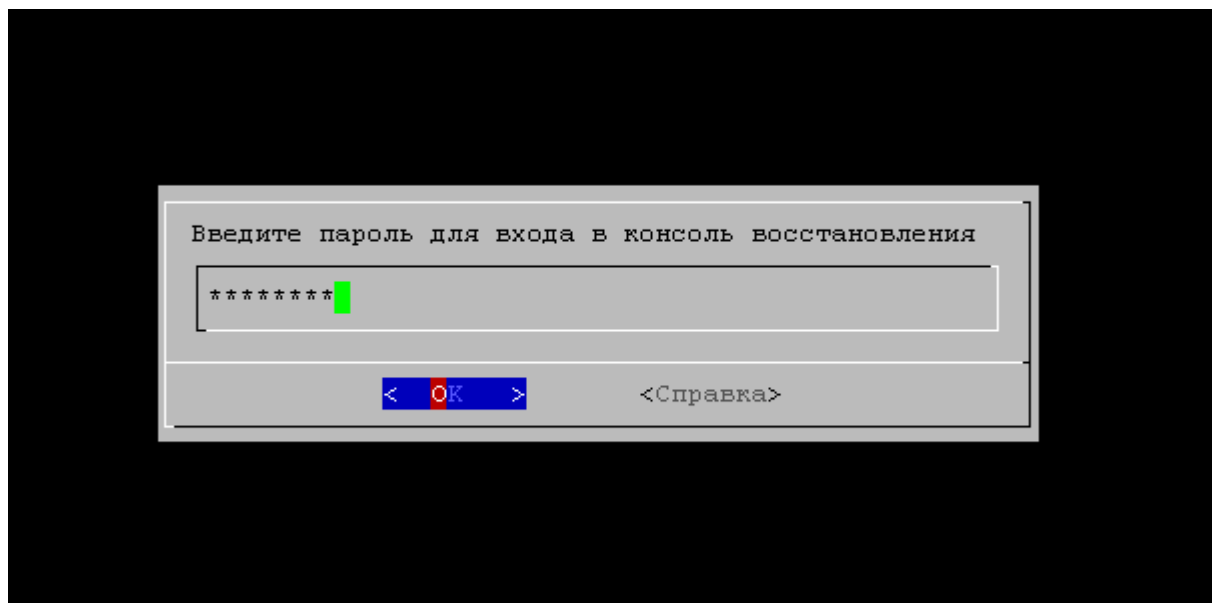 Введите пароль для входа в консоль восстановления
********
< OK > <Справка>